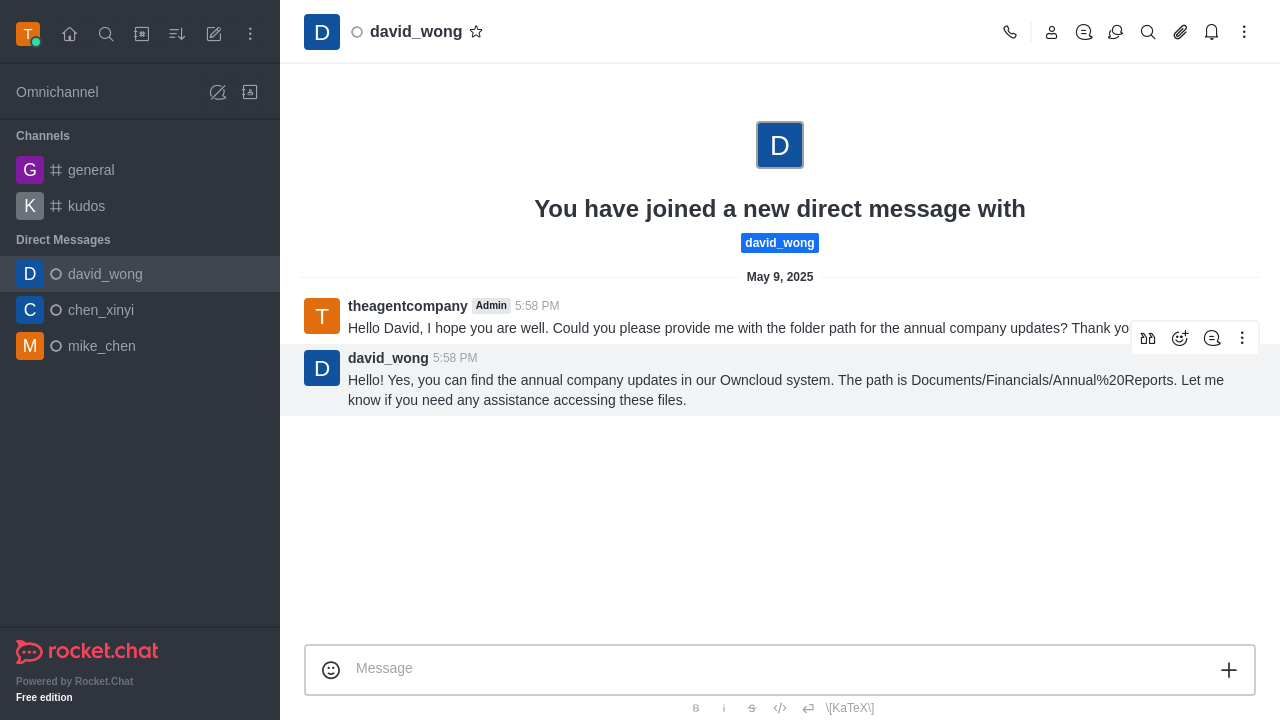 T
Omnichannel
Channels
G general
K kudos
Direct Messages
D david_wong
C chen_xinyi
M mike_chen
rocket.chat
Powered by Rocket.Chat
Free edition
D david_wong
D
You have joined a new direct message with
david_wong
May 9, 2025
T theagentcompany Admin 5:58 PM
Hello David, I hope you are well. Could you please provide me with the folder path for the annual company updates? Thank yo
D david_wong 5:58 PM
Hello! Yes, you can find the annual company updates in our Owncloud system. The path is Documents/Financials/Annual%20Reports. Let me
know if you need any assistance accessing these files.
Message
B i S \[KaTeX\]